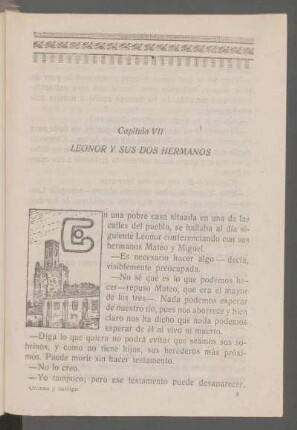 Capítulo VII
LEONOR Y SUS DOS HERMANOS
En una pobre casa situada en una de las
calles del pueblo, se hallaba al día si-
guiente Leonor conferenciando con sus
hermanos Mateo y Miguel.
—Es necesario hacer algo—decía,
visiblemente preocupada.
—No sé que es lo que podemos ha-
cer—repuso Mateo, que era el mayor
de los tres—. Nada podemos esperar
de nuestro tío, pues nos aborrece y bien
claro nos ha dicho que nada podemos
esperar de él ni vivo ni muerto.
—Diga lo que quiera no podrá evitar que seamos sus so-
brinos, y como no tiene hijos, sus herederos más próxi-
mos. Puede morir sin hacer testamento.
—No lo creo.
—Yo tampoco; pero ese testamento puede desaparecer.